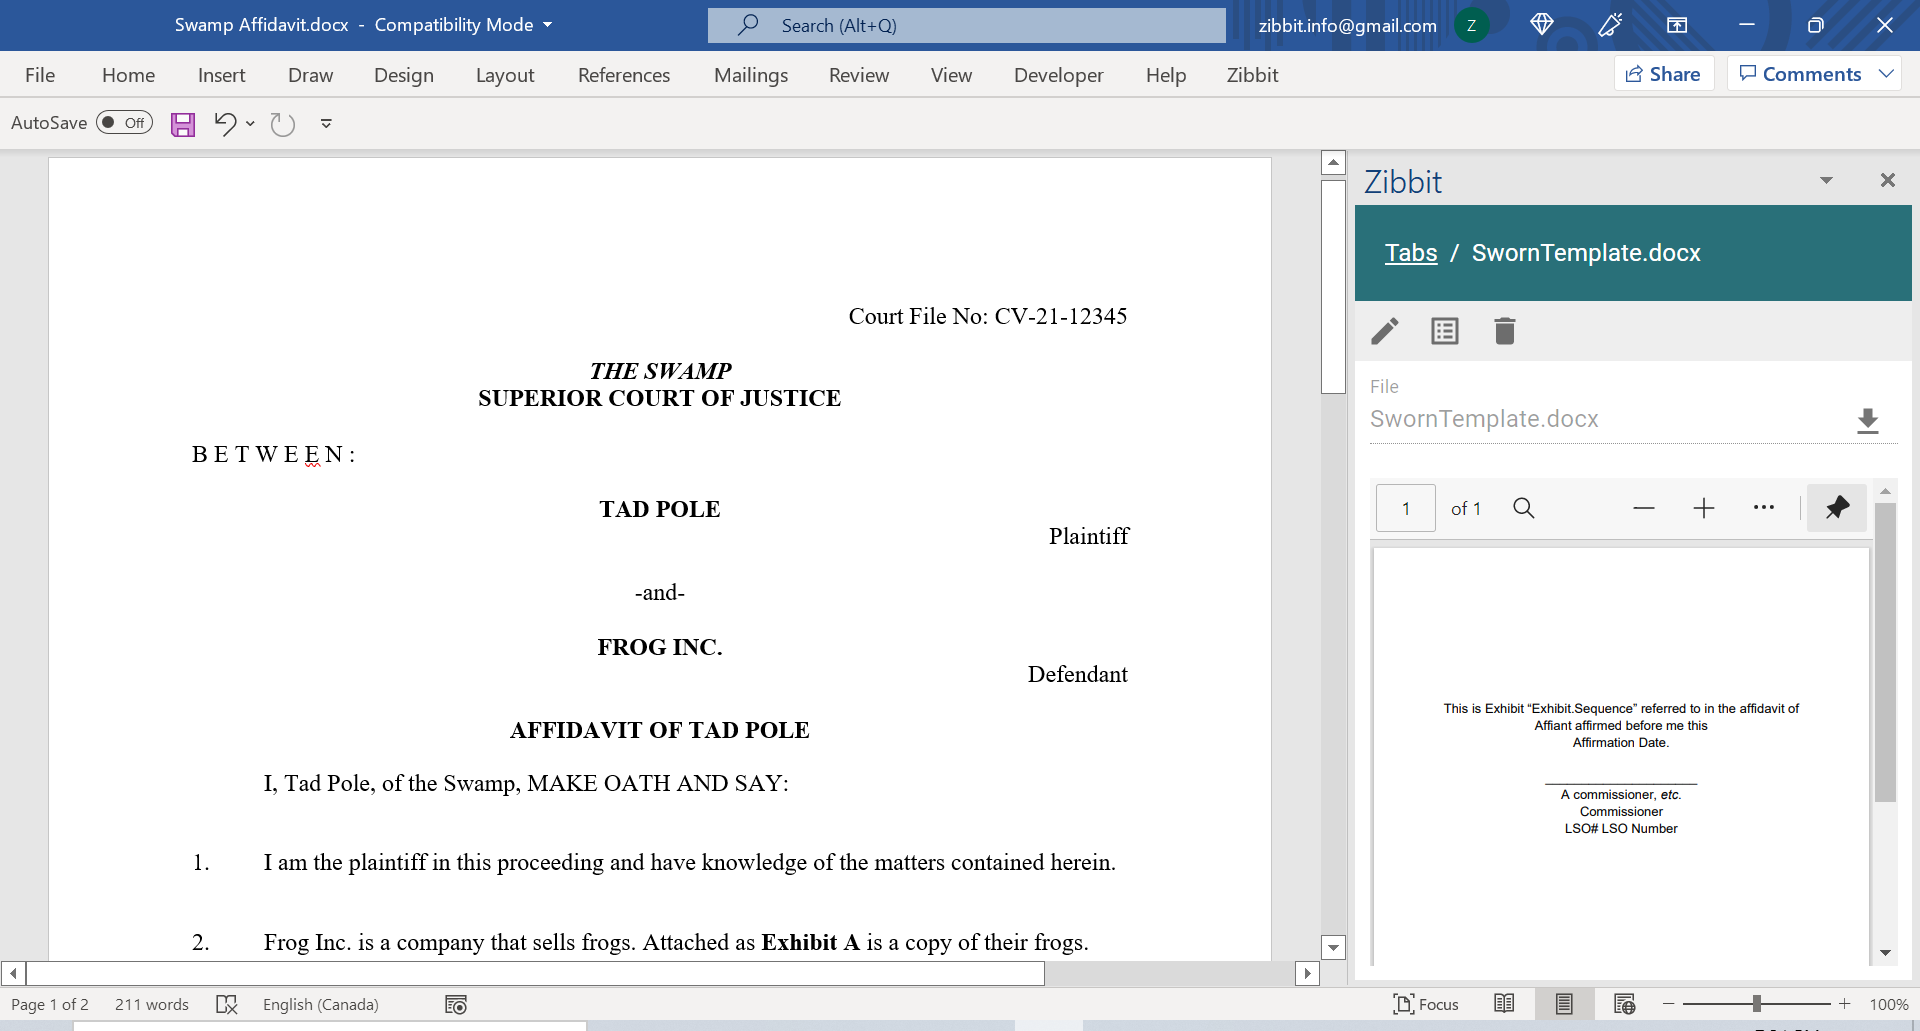 Swamp Affidavit.docx - Compatibility Mode
Search (Alt+Q)
zibbit.info@gmail.com
Z
File Home Insert Draw Design Layout References Mailings Review View Developer Help Zibbit
Share
Comments
AutoSave Off
Court File No: CV-21-12345
THE SWAMP
SUPERIOR COURT OF JUSTICE
B E T W E E N :
TAD POLE
Plaintiff
-and-
FROG INC.
Defendant
AFFIDAVIT OF TAD POLE
I, Tad Pole, of the Swamp, MAKE OATH AND SAY:
1. I am the plaintiff in this proceeding and have knowledge of the matters contained herein.
2. Frog Inc. is a company that sells frogs. Attached as Exhibit A is a copy of their frogs.
Zibbit
Tabs / SwornTemplate.docx
File
SwornTemplate.docx
1 of 1
This is Exhibit “Exhibit.Sequence” referred to in the affidavit of
Affiant affirmed before me this
Affirmation Date.
A commissioner, etc.
Commissioner
LSO# LSO Number
Page 1 of 2 211 words English (Canada)
Focus
100%